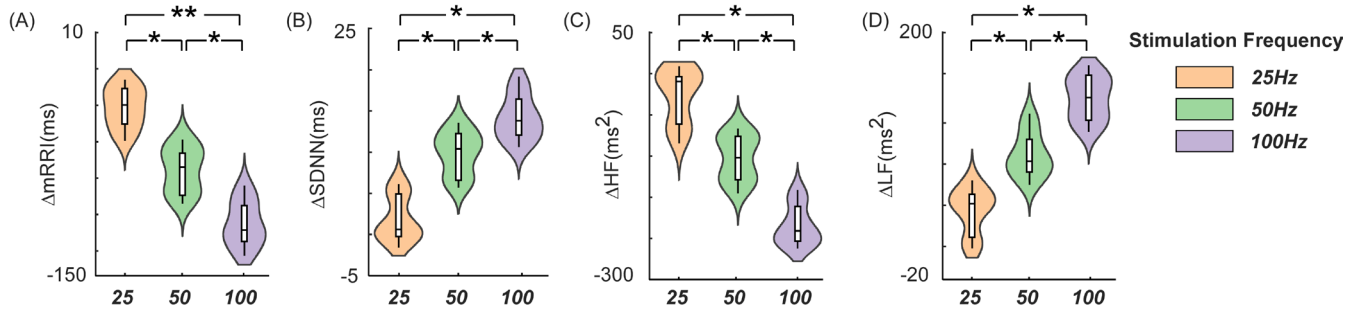 (A)
10
**
*
*
ΔmRRI(ms)
-150
25
50
100
(B)
25
*
*
*
ΔSDNN(ms)
-5
25
50
100
(C)
50
*
*
*
ΔHF(ms²)
-300
25
50
100
(D)
200
*
*
*
ΔLF(ms²)
-20
25
50
100
Stimulation Frequency
25Hz
50Hz
100Hz